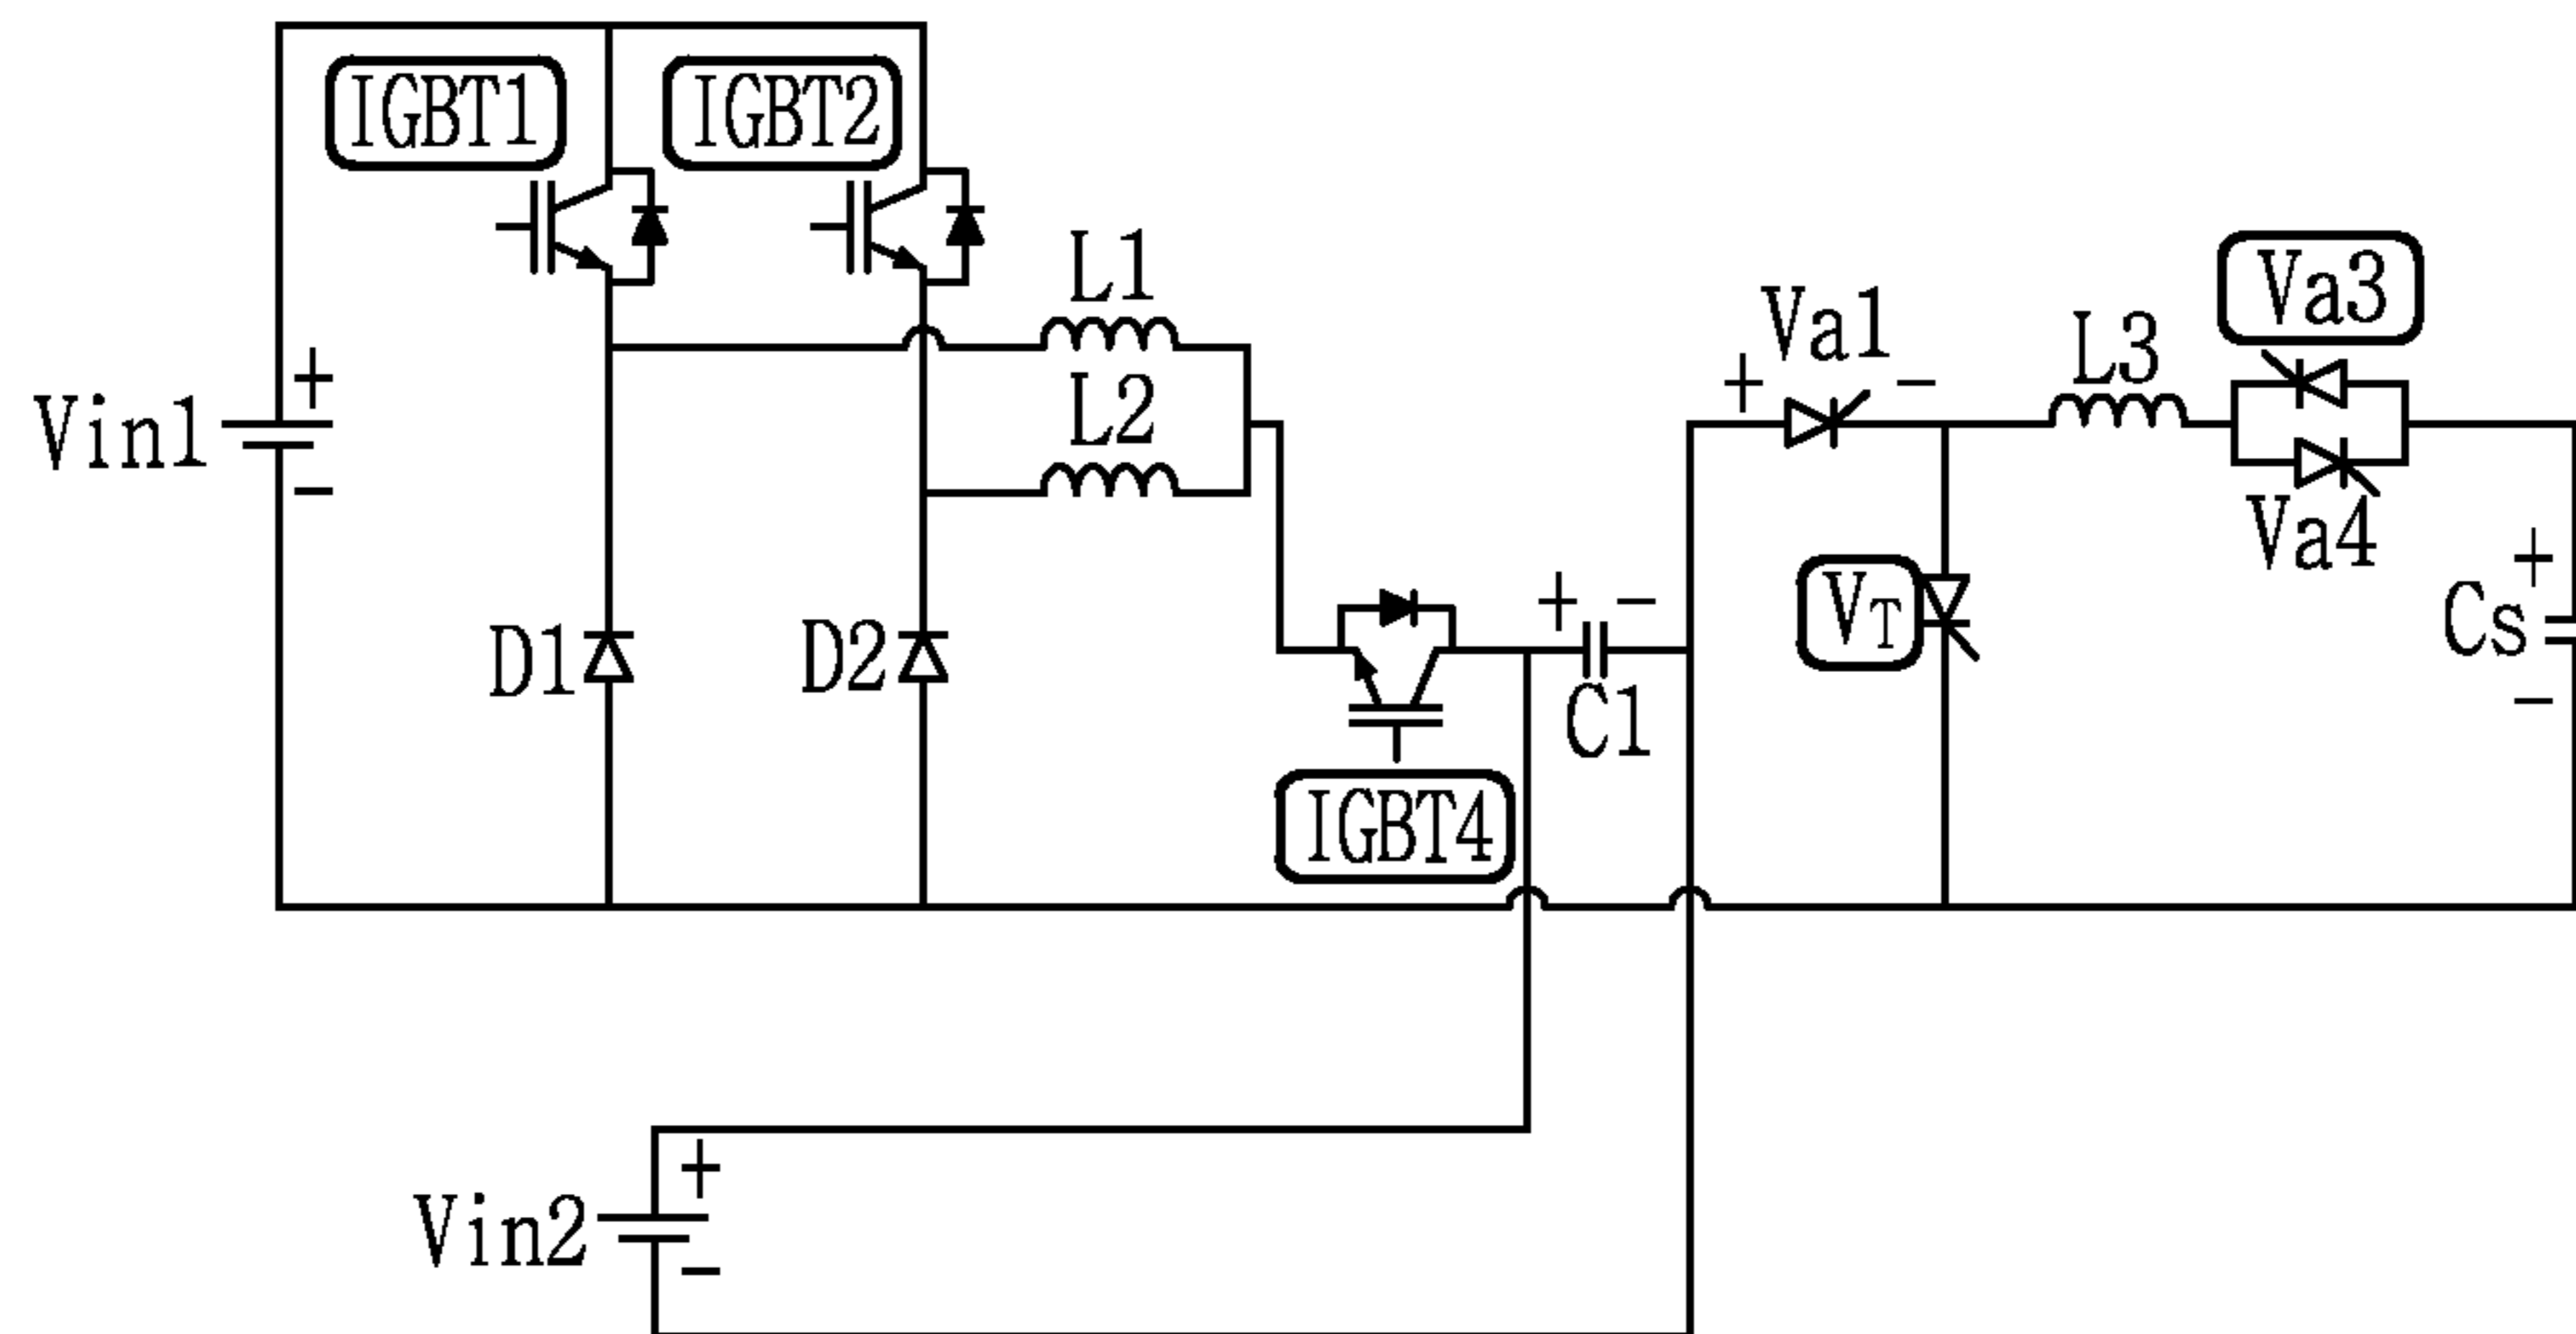 IGBT1
IGBT2
L1
Va1
+
-
L3
Va3
+
Vin1
-
L2
Va4
+
Cs
-
D1
D2
+
-
C1
VT
IGBT4
+
Vin2
-